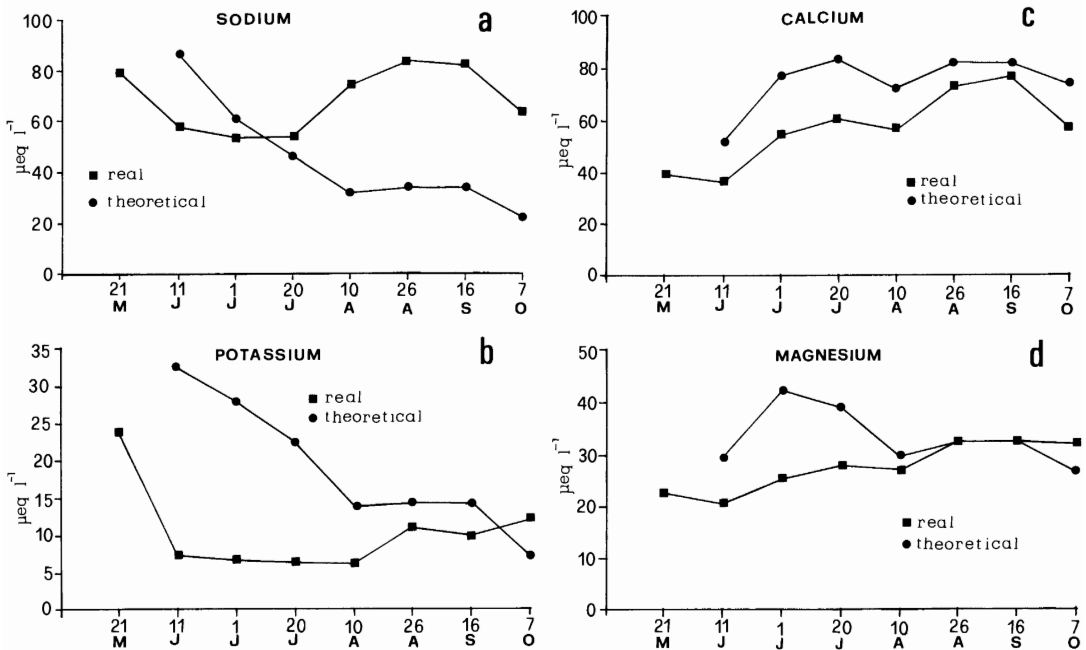 SODIUM
a
100
80
60
40
20
0
µeq l⁻¹
real
theoretical
21 11 1 20 10 26 16 7
M J J J A A S O
CALCIUM
c
100
80
60
40
20
0
µeq l⁻¹
real
theoretical
21 11 1 20 10 26 16 7
M J J J A A S O
POTASSIUM
b
35
30
25
20
15
10
5
0
µeq l⁻¹
real
theoretical
21 11 1 20 10 26 16 7
M J J J A A S O
MAGNESIUM
d
50
40
30
20
10
0
µeq l⁻¹
real
theoretical
21 11 1 20 10 26 16 7
M J J J A A S O